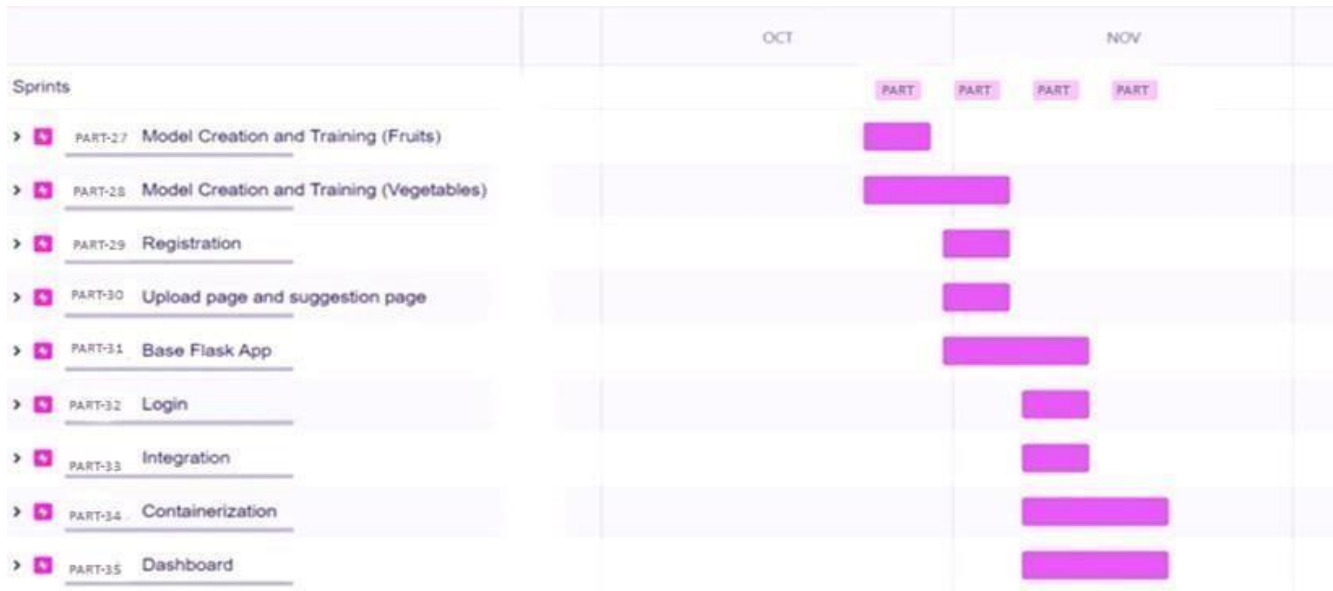 OCT NOV
Sprints PART PART PART PART
PART-27 Model Creation and Training (Fruits)
PART-28 Model Creation and Training (Vegetables)
PART-29 Registration
PART-30 Upload page and suggestion page
PART-31 Base Flask App
PART-32 Login
PART-33 Integration
PART-34 Containerization
PART-35 Dashboard